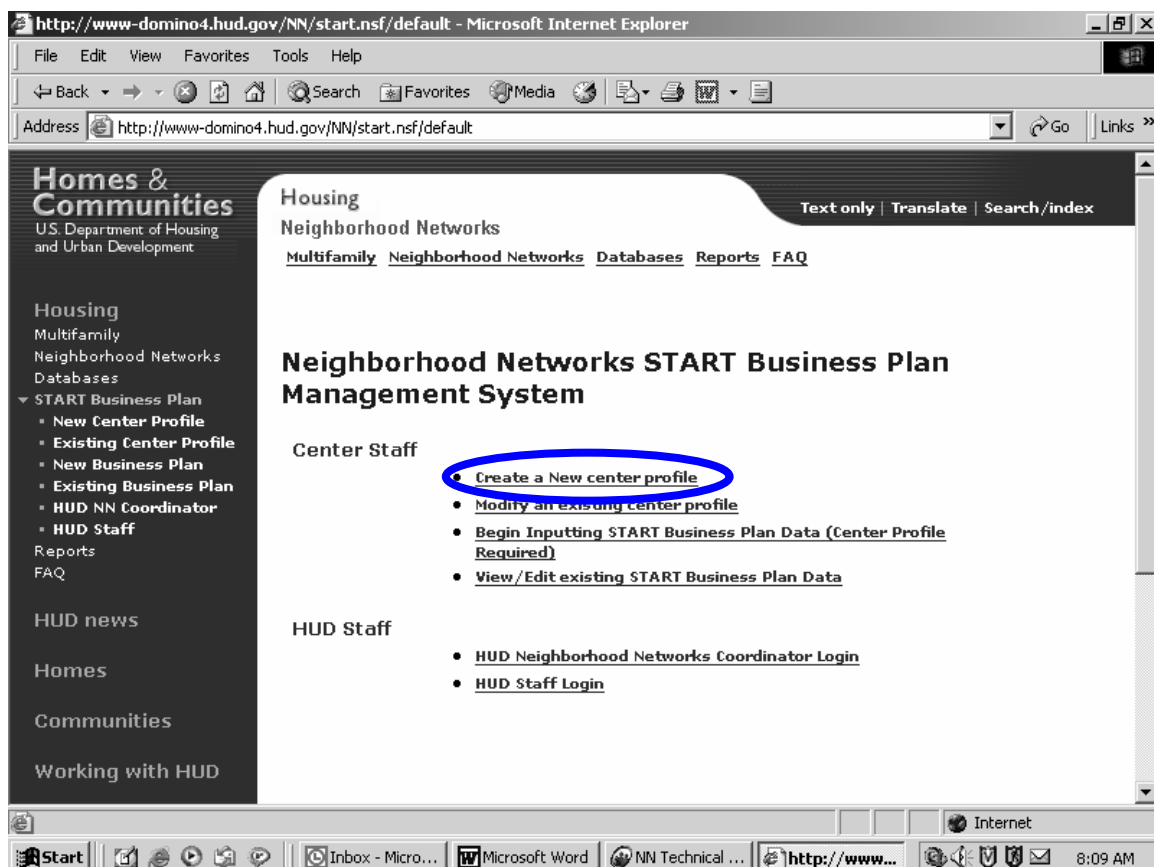 http://www-domino4.hud.gov/NN/start.nsf/default - Microsoft Internet Explorer
File Edit View Favorites Tools Help
Back Search Favorites Media
Address http://www-domino4.hud.gov/NN/start.nsf/default Go Links »
Homes &
Communities
U.S. Department of Housing
and Urban Development
Housing
Multifamily
Neighborhood Networks
Databases
START Business Plan
New Center Profile
Existing Center Profile
New Business Plan
Existing Business Plan
HUD NN Coordinator
HUD Staff
Reports
FAQ
HUD news
Homes
Communities
Working with HUD
Housing
Neighborhood Networks
Text only | Translate | Search/index
Multifamily Neighborhood Networks Databases Reports FAQ
Neighborhood Networks START Business Plan
Management System
Center Staff
Create a New center profile
Modify an existing center profile
Begin Inputting START Business Plan Data (Center Profile
Required)
View/Edit existing START Business Plan Data
HUD Staff
HUD Neighborhood Networks Coordinator Login
HUD Staff Login
Internet
Start Inbox - Micro... Microsoft Word NN Technical ... http://www... 8:09 AM